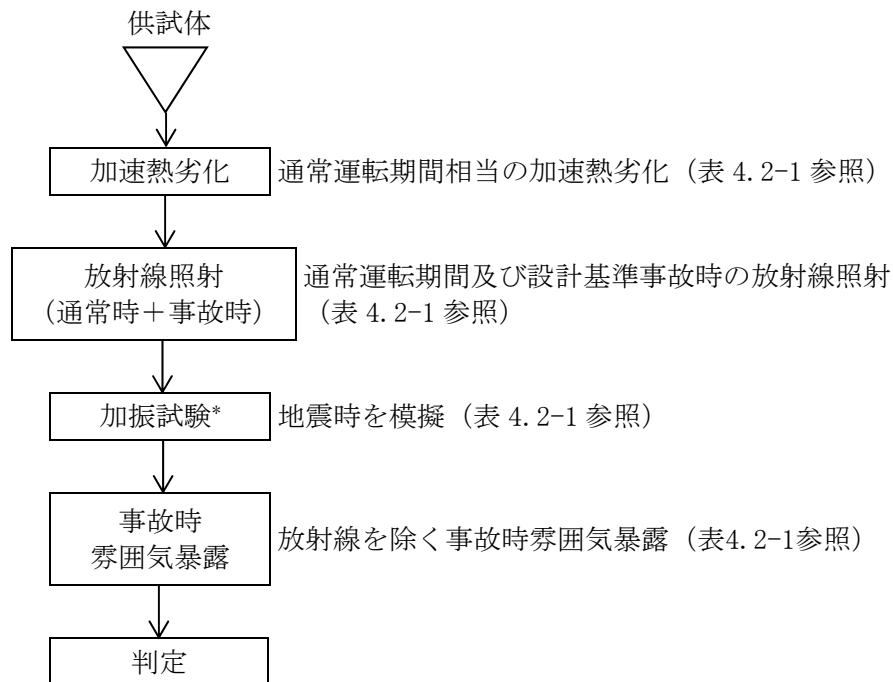 供試体
加速熱劣化
通常運転期間相当の加速熱劣化（表 4.2-1 参照）
放射線照射
（通常時＋事故時）
通常運転期間及び設計基準事故時の放射線照射
（表 4.2-1 参照）
加振試験*
地震時を模擬（表 4.2-1 参照）
事故時
雰囲気暴露
放射線を除く事故時雰囲気暴露（表4.2-1参照）
判定